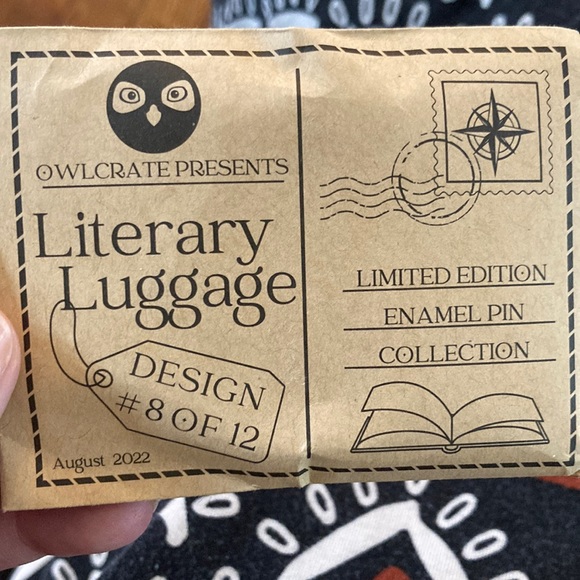 OWLCRATE PRESENTS
Literary
Luggage
DESIGN
#8 OF 12
August 2022
LIMITED EDITION
ENAMEL PIN
COLLECTION